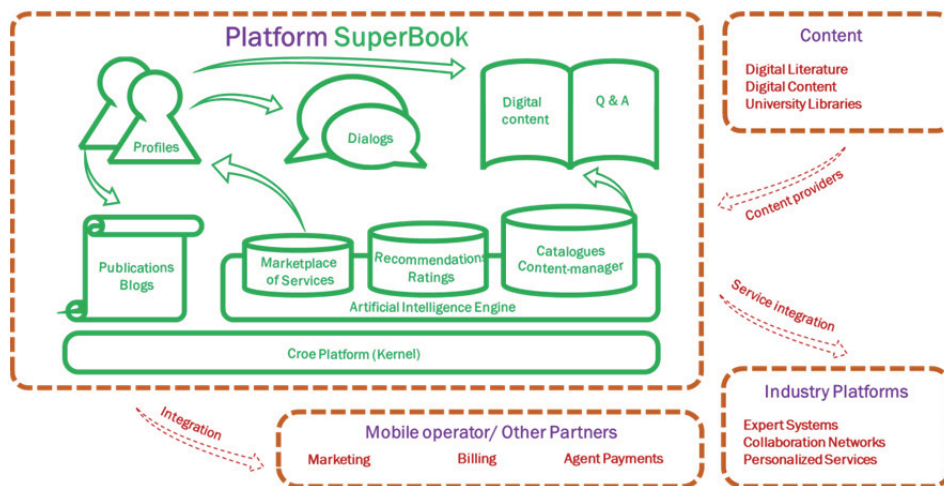 Platform SuperBook
Profiles
Dialogs
Digital
content
Q & A
Publications
Blogs
Marketplace
of Services
Recommendations
Ratings
Catalogues
Content-manager
Artificial Intelligence Engine
Croe Platform (Kernel)
Content
Digital Literature
Digital Content
University Libraries
Content providers
Service integration
Industry Platforms
Expert Systems
Collaboration Networks
Personalized Services
Integration
Mobile operator/ Other Partners
Marketing
Billing
Agent Payments